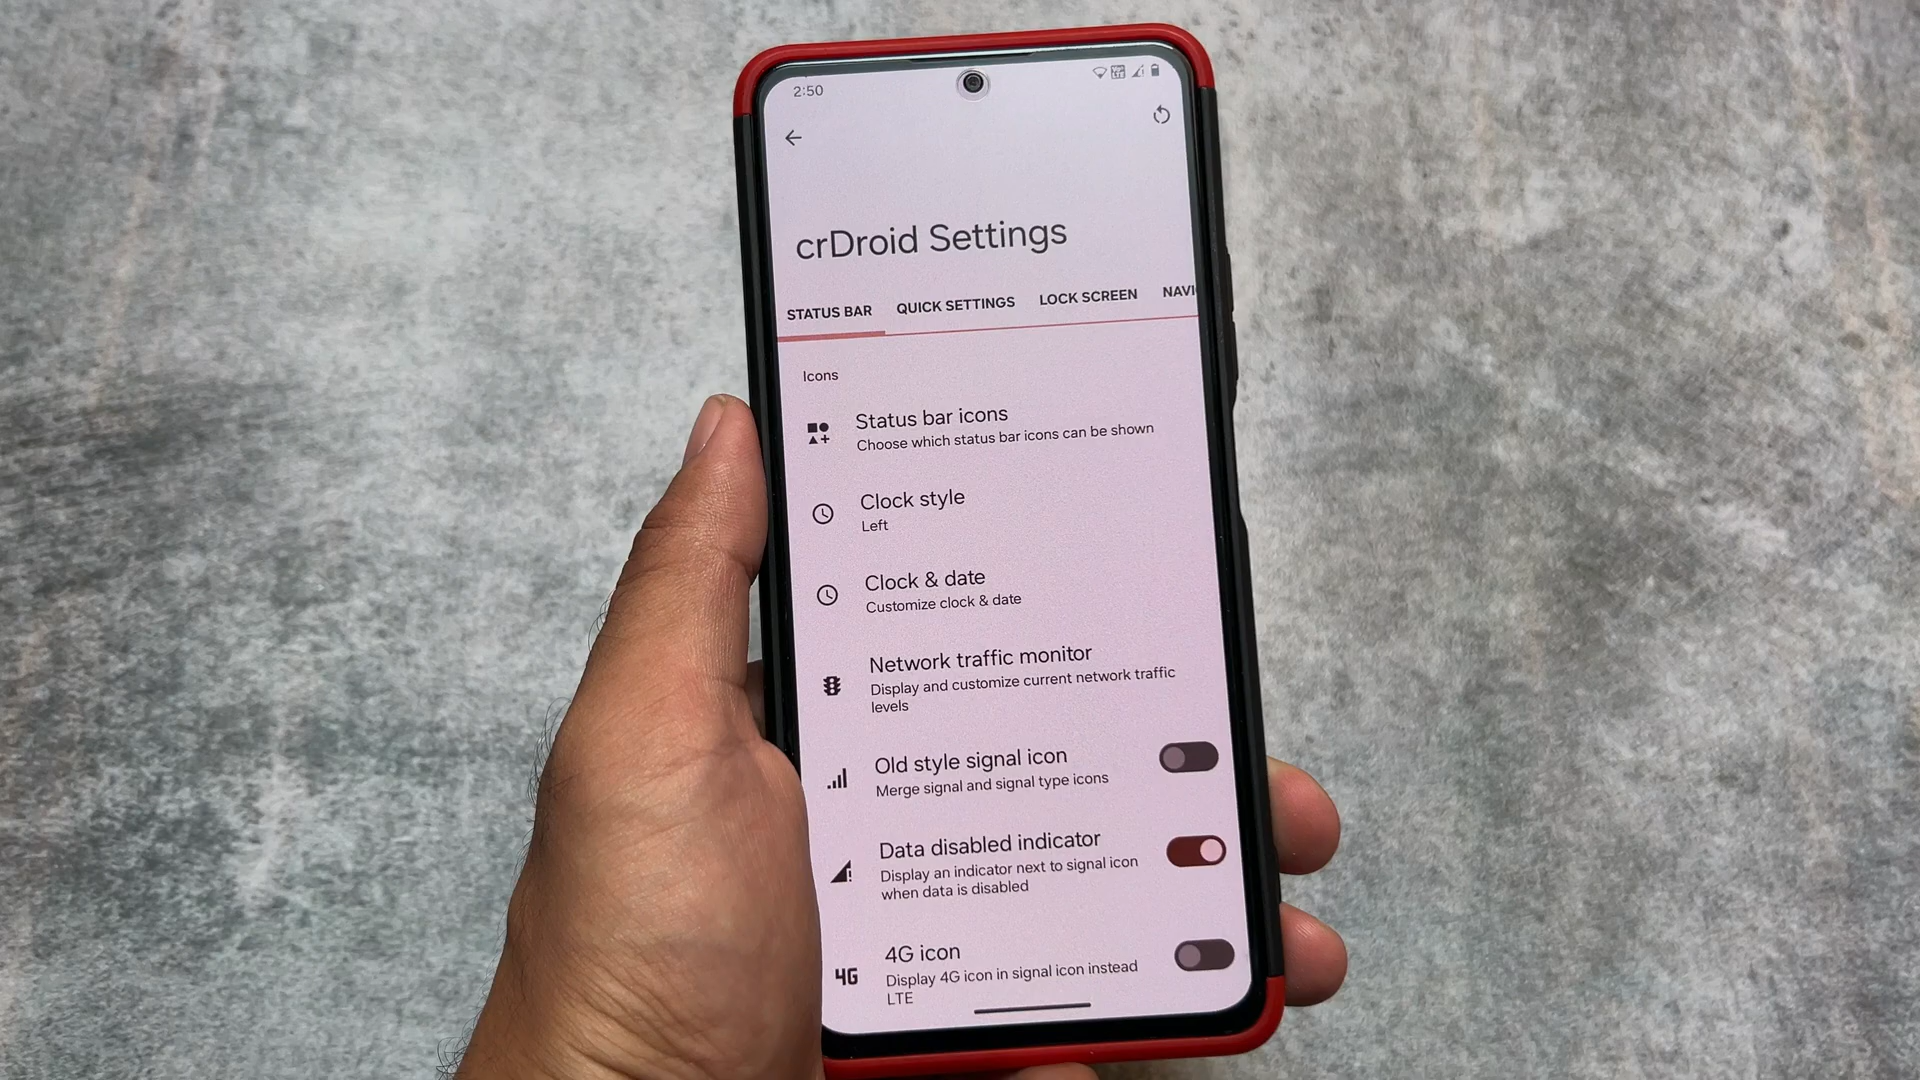 2:50
crDroid Settings
STATUS BAR QUICK SETTINGS LOCK SCREEN NAVI
Icons
Status bar icons
Choose which status bar icons can be shown
Clock style
Left
Clock & date
Customize clock & date
Network traffic monitor
Display and customize current network traffic
levels
Old style signal icon
Merge signal and signal type icons
Data disabled indicator
Display an indicator next to signal icon
when data is disabled
4G
4G icon
Display 4G icon in signal icon instead
LTE